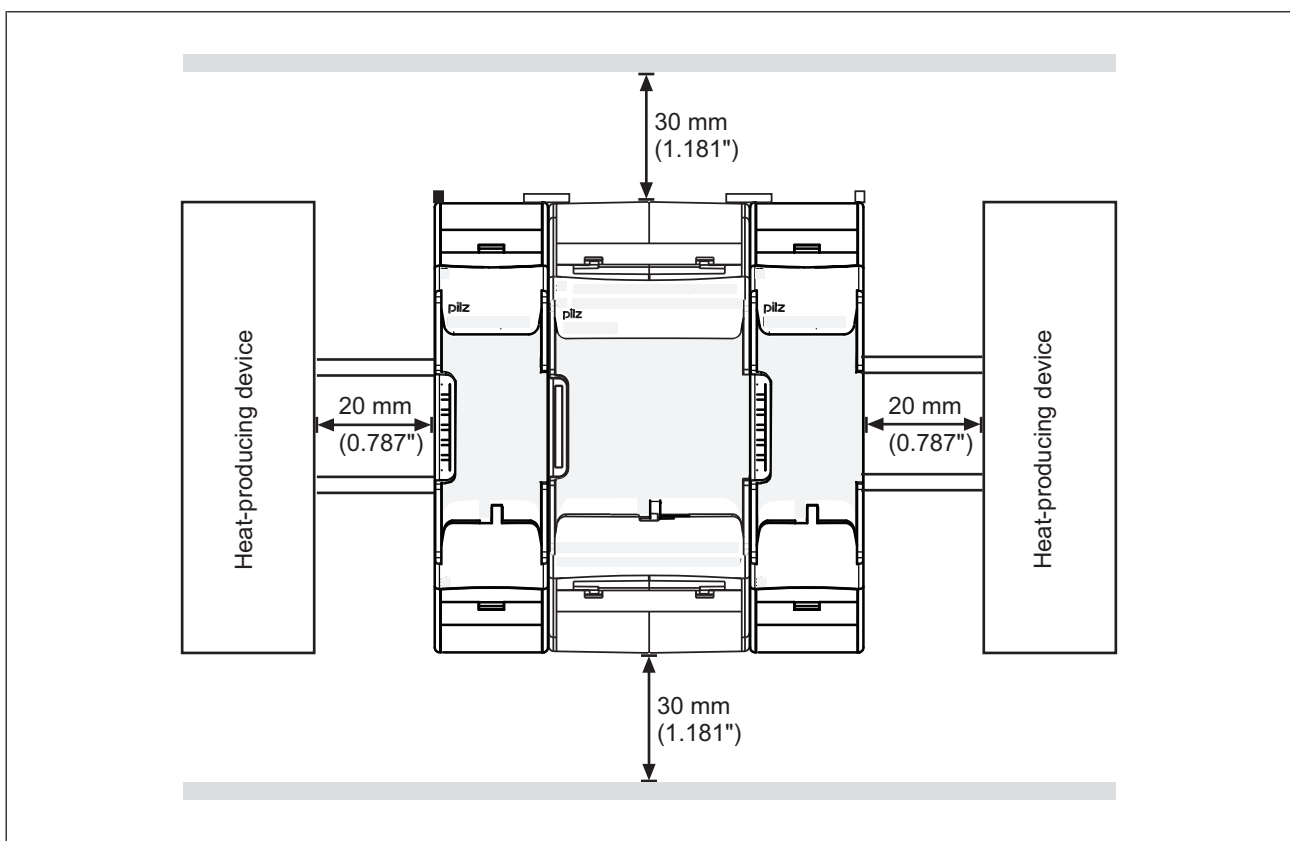 30 mm
(1.181")
pilz
pilz
pilz
Heat-producing device
20 mm
(0.787")
20 mm
(0.787")
Heat-producing device
30 mm
(1.181")